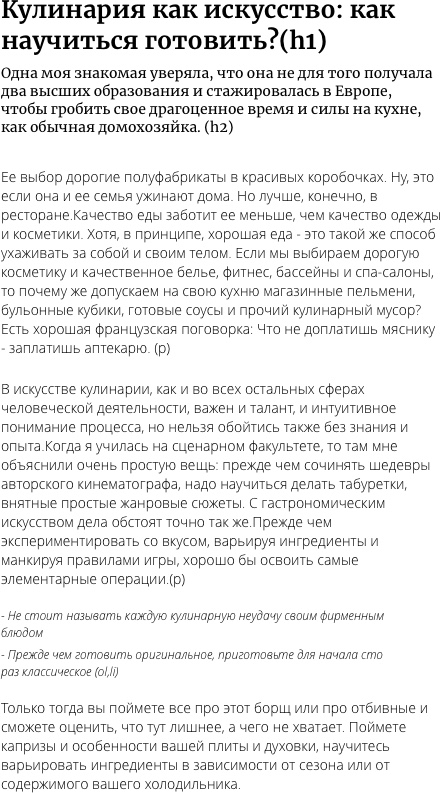 Кулинария как искусство: как
научиться готовить?(h1)
Одна моя знакомая уверяла, что она не для того получала
два высших образования и стажировалась в Европе,
чтобы гробить свое драгоценное время и силы на кухне,
как обычная домохозяйка. (h2)
Ее выбор дорогие полуфабрикаты в красивых коробочках. Ну, это
если она и ее семья ужинают дома. Но лучше, конечно, в
ресторане.Качество еды заботит ее меньше, чем качество одежды
и косметики. Хотя, в принципе, хорошая еда - это такой же способ
ухаживать за собой и своим телом. Если мы выбираем дорогую
косметику и качественное белье, фитнес, бассейны и спа-салоны,
то почему же допускаем на свою кухню магазинные пельмени,
бульонные кубики, готовые соусы и прочий кулинарный мусор?
Есть хорошая французская поговорка: Что не доплатишь мяснику
- заплатишь аптекарю. (p)
В искусстве кулинарии, как и во всех остальных сферах
человеческой деятельности, важен и талант, и интуитивное
понимание процесса, но нельзя обойтись также без знания и
опыта.Когда я училась на сценарном факультете, то там мне
объяснили очень простую вещь: прежде чем сочинять шедевры
авторского кинематографа, надо научиться делать табуретки,
внятные простые жанровые сюжеты. С гастрономическим
искусством дела обстоят точно так же.Прежде чем
экспериментировать со вкусом, варьируя ингредиенты и
манкируя правилами игры, хорошо бы освоить самые
элементарные операции.(p)
- Не стоит называть каждую кулинарную неудачу своим фирменным
блюдом
- Прежде чем готовить оригинальное, приготовьте для начала сто
раз классическое (ol,li)
Только тогда вы поймете все про этот борщ или про отбивные и
сможете оценить, что тут лишнее, а чего не хватает. Поймете
капризы и особенности вашей плиты и духовки, научитесь
варьировать ингредиенты в зависимости от сезона или от
содержимого вашего холодильника.